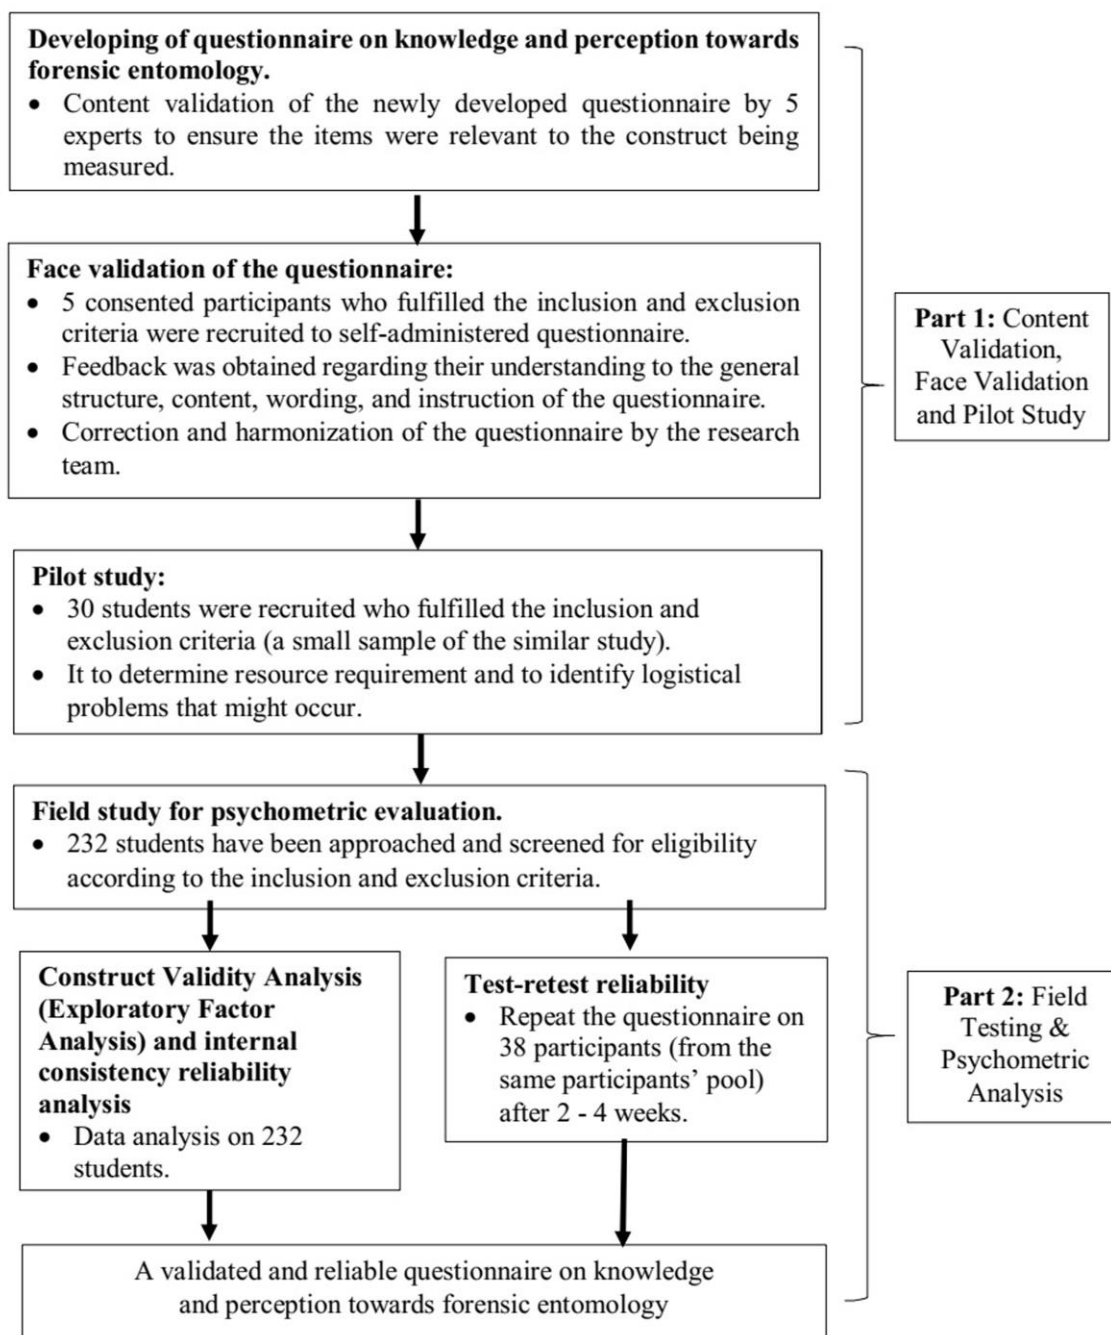 Developing of questionnaire on knowledge and perception towards
forensic entomology.
• Content validation of the newly developed questionnaire by 5
experts to ensure the items were relevant to the construct being
measured.
Face validation of the questionnaire:
• 5 consented participants who fulfilled the inclusion and exclusion
criteria were recruited to self-administered questionnaire.
• Feedback was obtained regarding their understanding to the general
structure, content, wording, and instruction of the questionnaire.
• Correction and harmonization of the questionnaire by the research
team.
Part 1: Content
Validation,
Face Validation
and Pilot Study
Pilot study:
• 30 students were recruited who fulfilled the inclusion and
exclusion criteria (a small sample of the similar study).
• It to determine resource requirement and to identify logistical
problems that might occur.
Field study for psychometric evaluation.
• 232 students have been approached and screened for eligibility
according to the inclusion and exclusion criteria.
Construct Validity Analysis
(Exploratory Factor
Analysis) and internal
consistency reliability
analysis
• Data analysis on 232
students.
Test-retest reliability
• Repeat the questionnaire on
38 participants (from the
same participants' pool)
after 2 - 4 weeks.
Part 2: Field
Testing &
Psychometric
Analysis
A validated and reliable questionnaire on knowledge
and perception towards forensic entomology